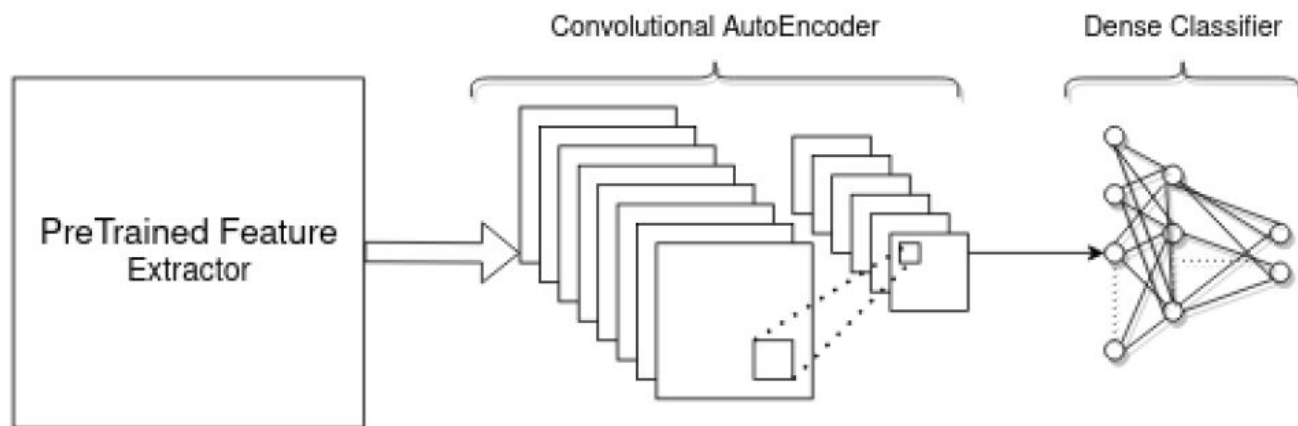 Convolutional AutoEncoder
Dense Classifier
PreTrained Feature
Extractor